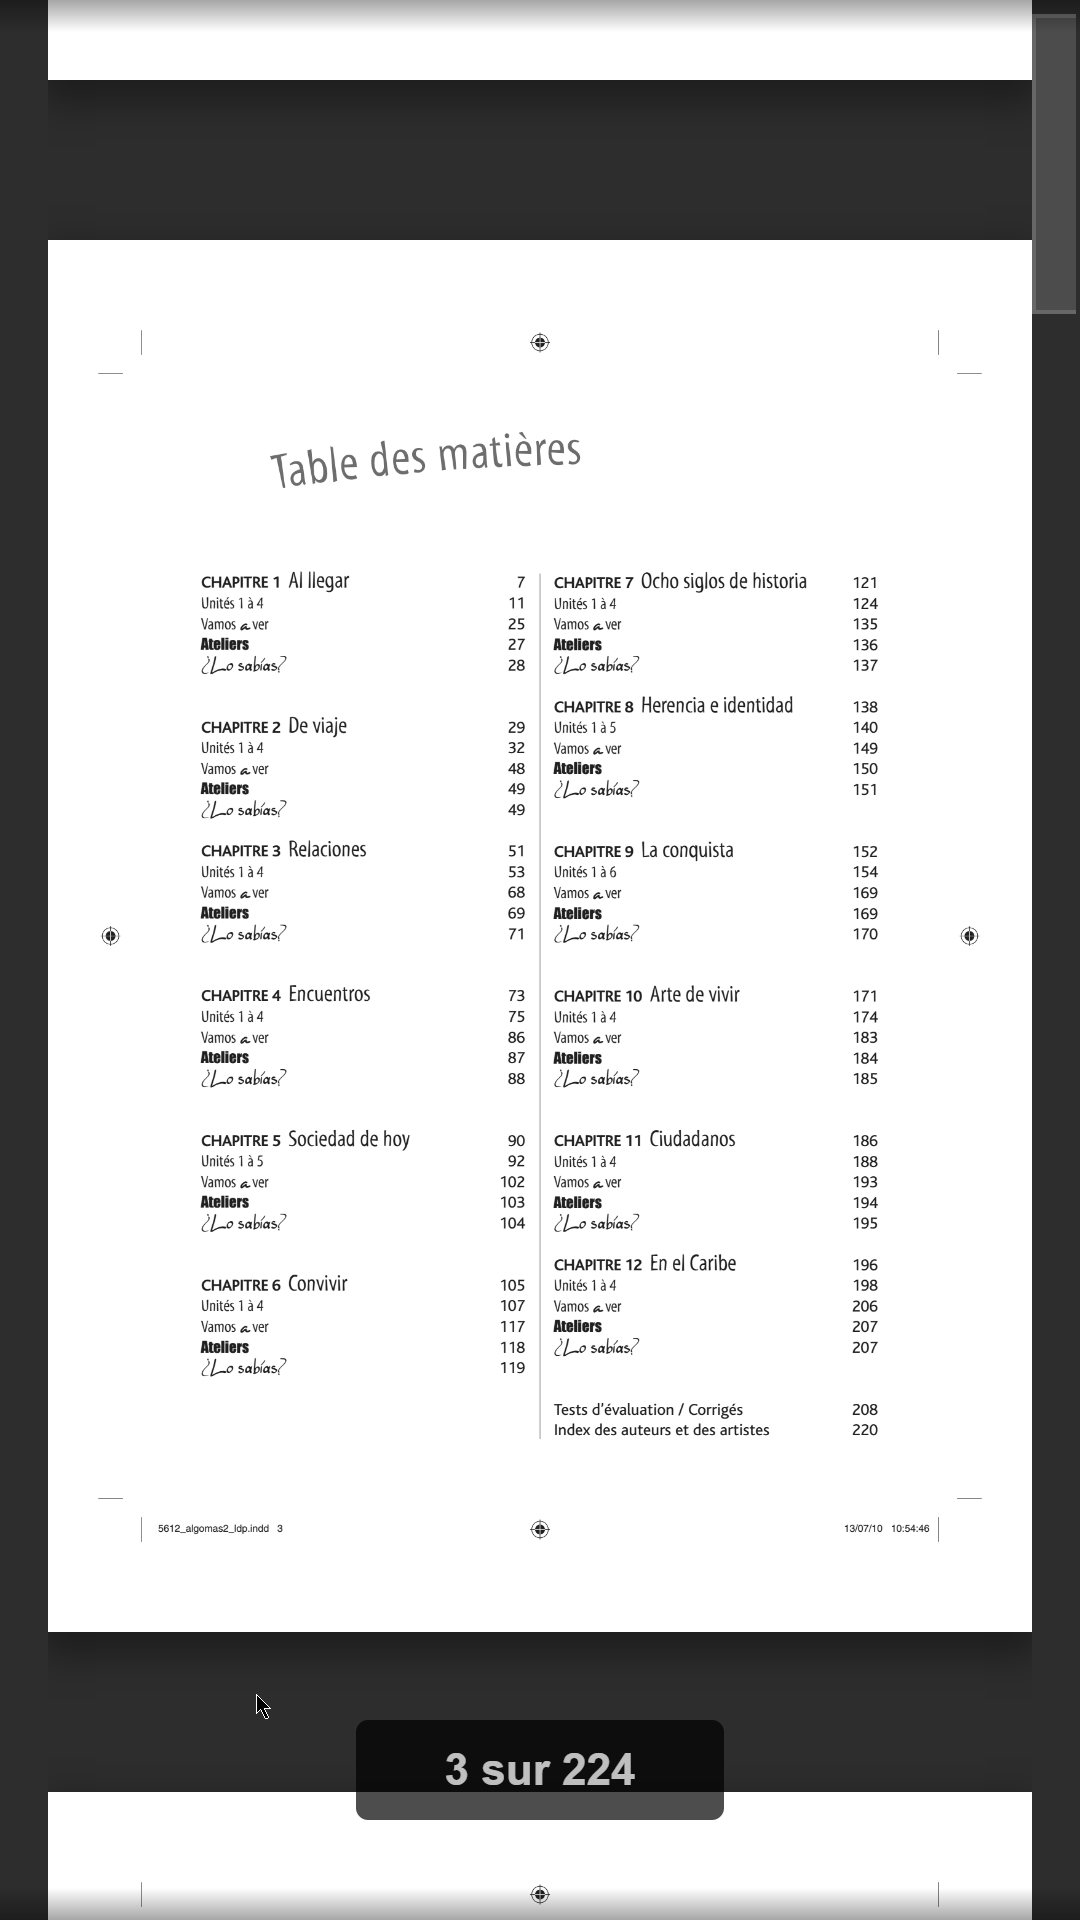 Table des matières
CHAPITRE 1 Al llegar 7
Unités 1 à 4 11
Vamos a ver 25
Ateliers 27
¿Lo sabías? 28
CHAPITRE 2 De viaje 29
Unités 1 à 4 32
Vamos a ver 48
Ateliers 49
¿Lo sabías? 49
CHAPITRE 3 Relaciones 51
Unités 1 à 4 53
Vamos a ver 68
Ateliers 69
¿Lo sabías? 71
CHAPITRE 4 Encuentros 73
Unités 1 à 4 75
Vamos a ver 86
Ateliers 87
¿Lo sabías? 88
CHAPITRE 5 Sociedad de hoy 90
Unités 1 à 5 92
Vamos a ver 102
Ateliers 103
¿Lo sabías? 104
CHAPITRE 6 Convivir 105
Unités 1 à 4 107
Vamos a ver 117
Ateliers 118
¿Lo sabías? 119
CHAPITRE 7 Ocho siglos de historia 121
Unités 1 à 4 124
Vamos a ver 135
Ateliers 136
¿Lo sabías? 137
CHAPITRE 8 Herencia e identidad 138
Unités 1 à 5 140
Vamos a ver 149
Ateliers 150
¿Lo sabías? 151
CHAPITRE 9 La conquista 152
Unités 1 à 6 154
Vamos a ver 169
Ateliers 169
¿Lo sabías? 170
CHAPITRE 10 Arte de vivir 171
Unités 1 à 4 174
Vamos a ver 183
Ateliers 184
¿Lo sabías? 185
CHAPITRE 11 Ciudadanos 186
Unités 1 à 4 188
Vamos a ver 193
Ateliers 194
¿Lo sabías? 195
CHAPITRE 12 En el Caribe 196
Unités 1 à 4 198
Vamos a ver 206
Ateliers 207
¿Lo sabías? 207
Tests d'évaluation / Corrigés 208
Index des auteurs et des artistes 220
5612_algomas2_ldp.indd 3 13/07/10 10:54:46
3 sur 224